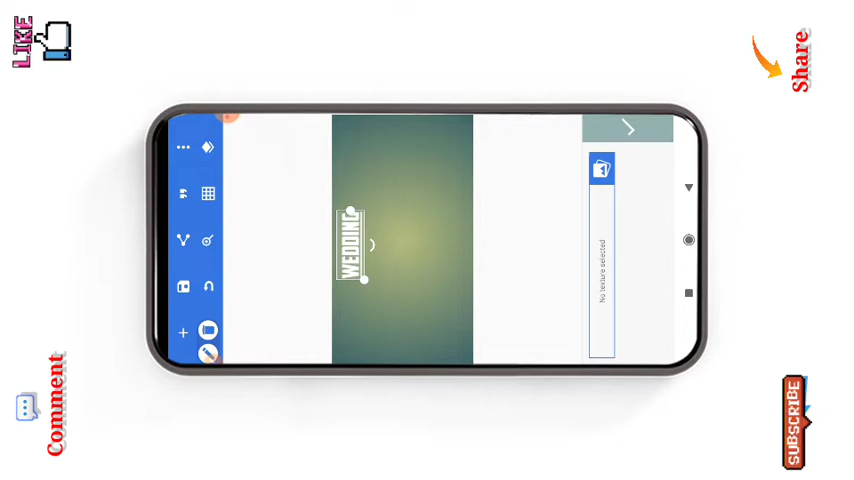 LIKE
Share
WEDDING
No texture selected
Comment
SUBSCRIBE